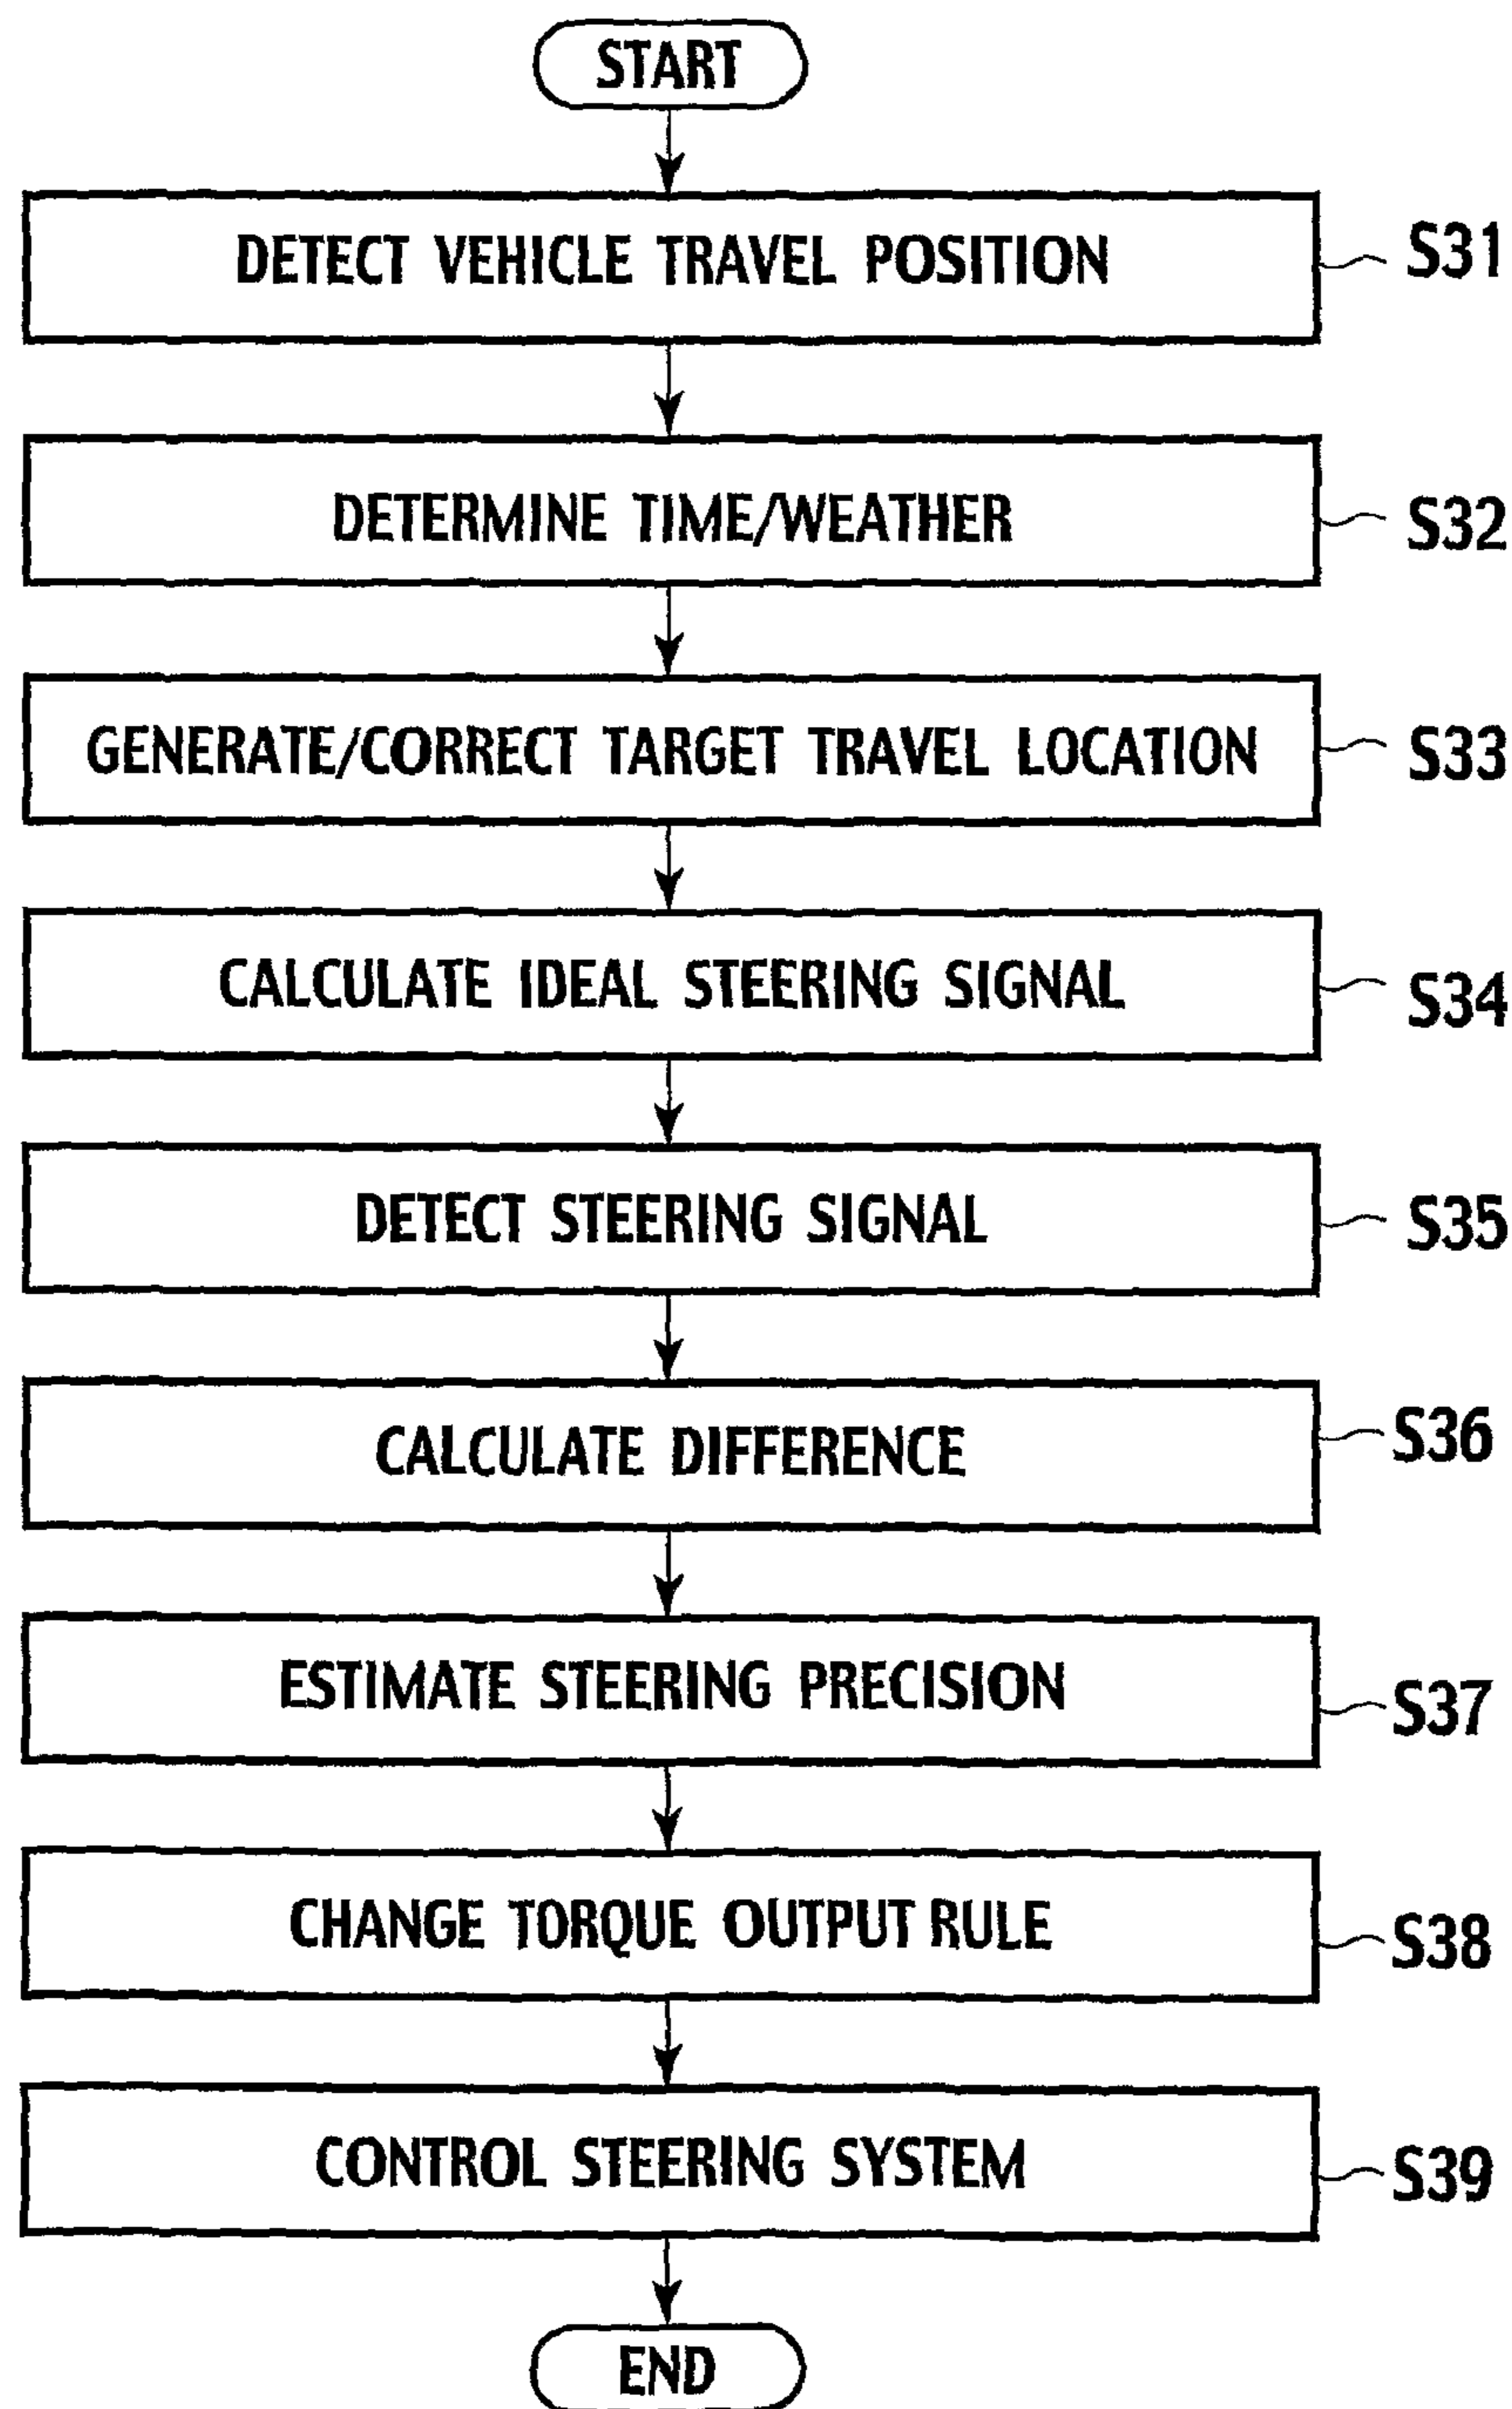 START
DETECT VEHICLE TRAVEL POSITION
S31
DETERMINE TIME/WEATHER
S32
GENERATE/CORRECT TARGET TRAVEL LOCATION
S33
CALCULATE IDEAL STEERING SIGNAL
S34
DETECT STEERING SIGNAL
S35
CALCULATE DIFFERENCE
S36
ESTIMATE STEERING PRECISION
S37
CHANGE TORQUE OUTPUT RULE
S38
CONTROL STEERING SYSTEM
S39
END